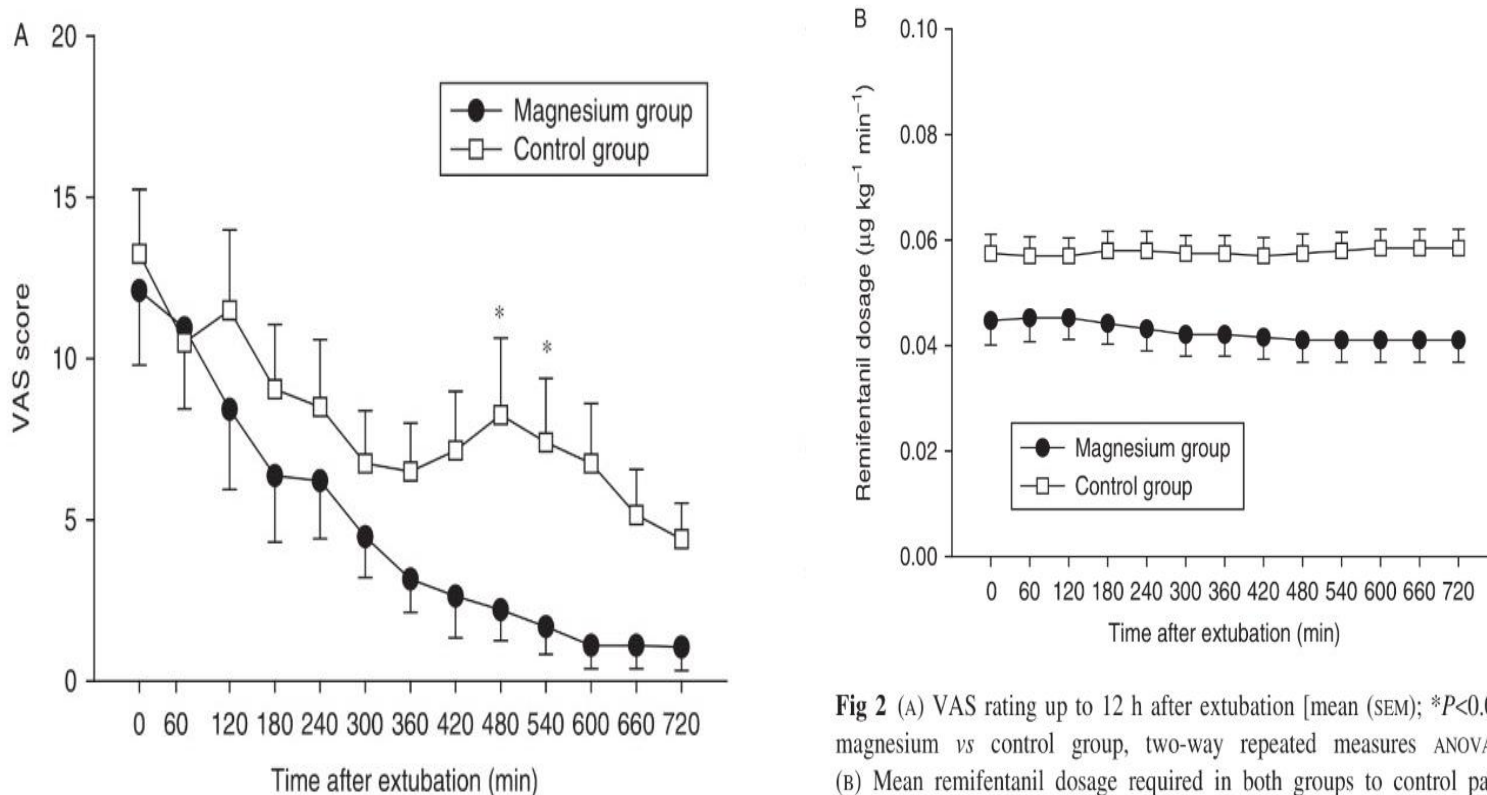 A
20
15
10
5
0
VAS score
Magnesium group
Control group
*
*
0 60 120 180 240 300 360 420 480 540 600 660 720
Time after extubation (min)
B
0.10
0.08
0.06
0.04
0.02
0.00
Remifentanil dosage (µg kg⁻¹ min⁻¹)
Magnesium group
Control group
0 60 120 180 240 300 360 420 480 540 600 660 720
Time after extubation (min)
Fig 2 (A) VAS rating up to 12 h after extubation [mean (SEM); *P<0.0
magnesium vs control group, two-way repeated measures ANOVA
(B) Mean remifentanil dosage required in both groups to control pa